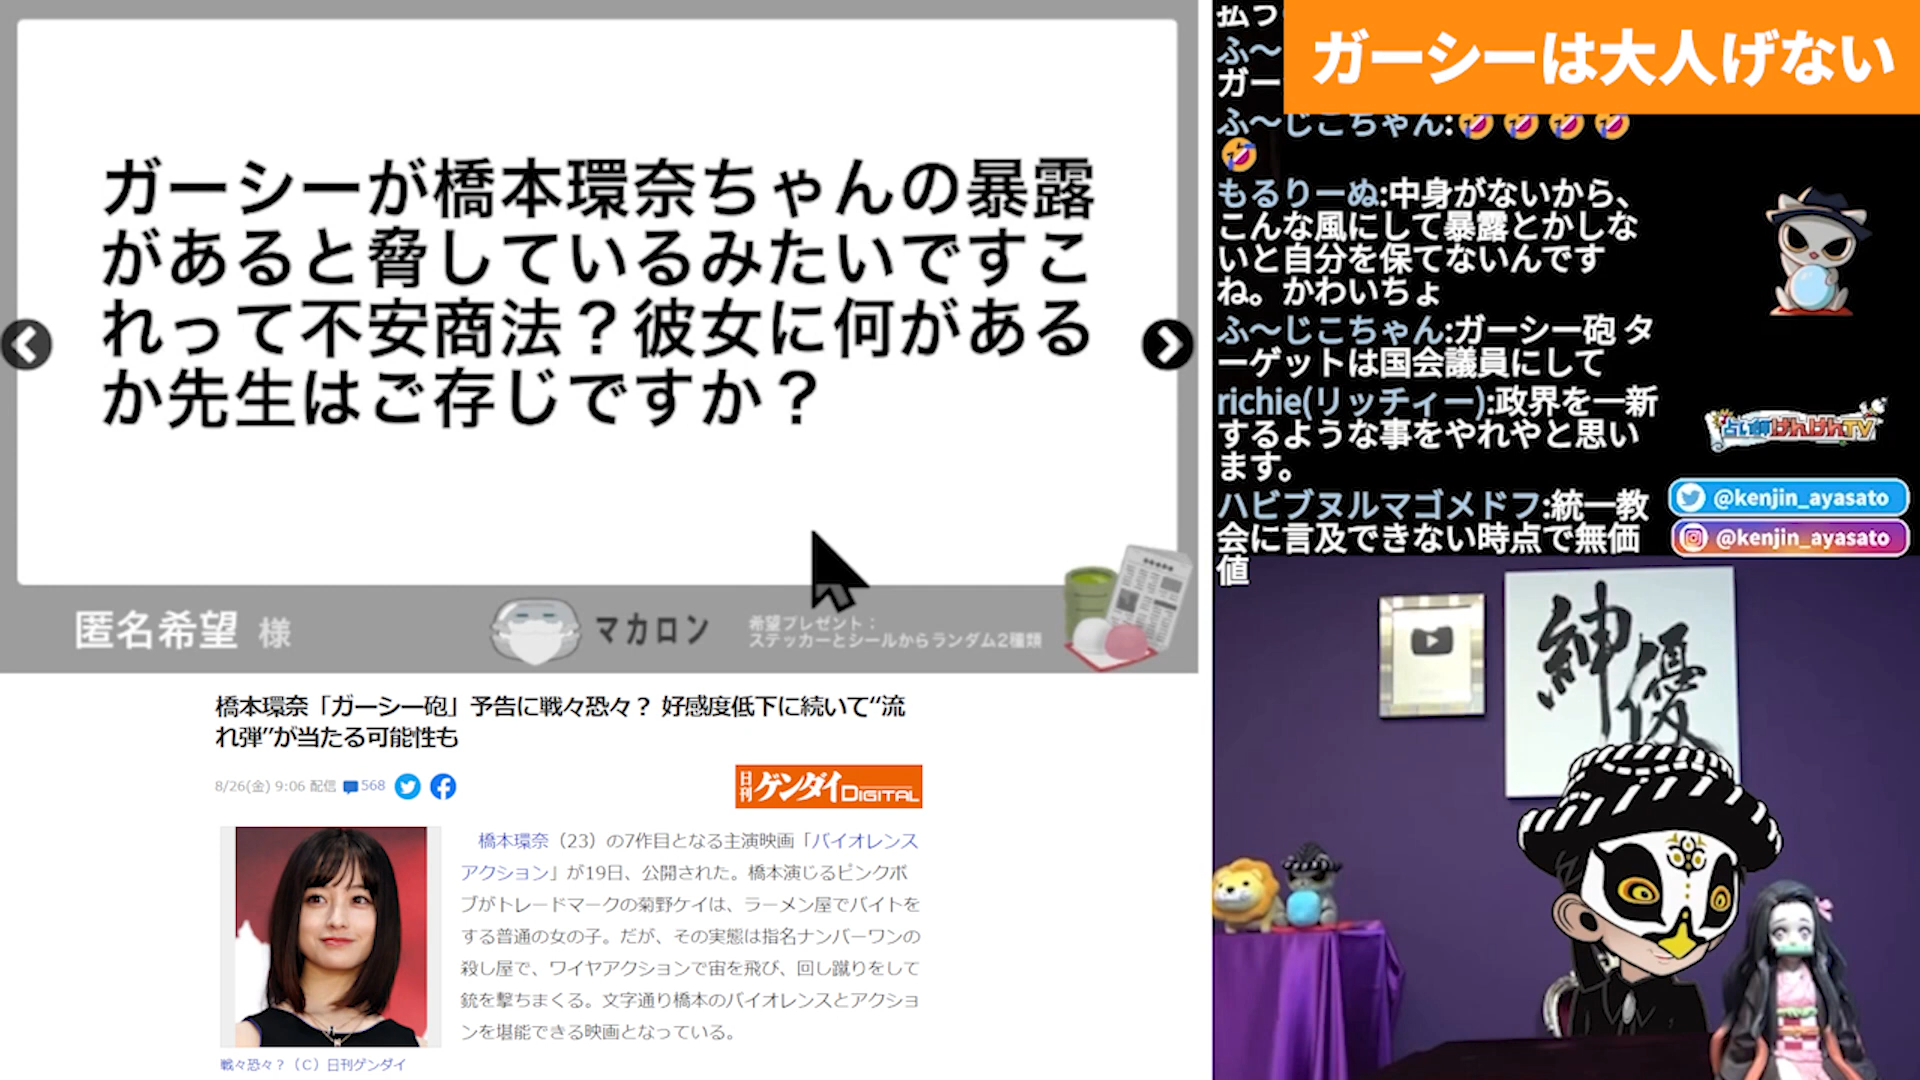 ガーシーが橋本環奈ちゃんの暴露
があると脅しているみたいですこ
れって不安商法？彼女に何がある
か先生はご存じですか？
匿名希望 様
マカロン
希望プレゼント：
ステッカーとシールからランダム2種類
橋本環奈「ガーシー砲」予告に戦々恐々？ 好感度低下に続いて“流
れ弾”が当たる可能性も
8/26(金) 9:06 配信 568
日刊ゲンダイDIGITAL
橋本環奈（23）の7作目となる主演映画「バイオレンス
アクション」が19日、公開された。橋本演じるピンクボ
ブがトレードマークの菊野ケイは、ラーメン屋でバイトを
する普通の女の子。だが、その実態は指名ナンバーワンの
殺し屋で、ワイヤアクションで宙を飛び、回し蹴りをして
銃を撃ちまくる。文字通り橋本のバイオレンスとアクショ
ンを堪能できる映画となっている。
戦々恐々？（C）日刊ゲンダイ
ガーシーは大人げない
払っ
ふ〜
ガー
ふ〜じこちゃん:🤣🤣🤣🤣
🤣
もるりーぬ:中身がないから、
こんな風にして暴露とかしな
いと自分を保てないんです
ね。かわいちょ
ふ〜じこちゃん:ガーシー砲 タ
ーゲットは国会議員にして
richie(リッチィー):政界を一新
するような事をやれやと思い
ます。
ハビブヌルマゴメドフ:統一教
会に言及できない時点で無価
値
占い師げんげんTV
@kenjin_ayasato
@kenjin_ayasato
紳
優